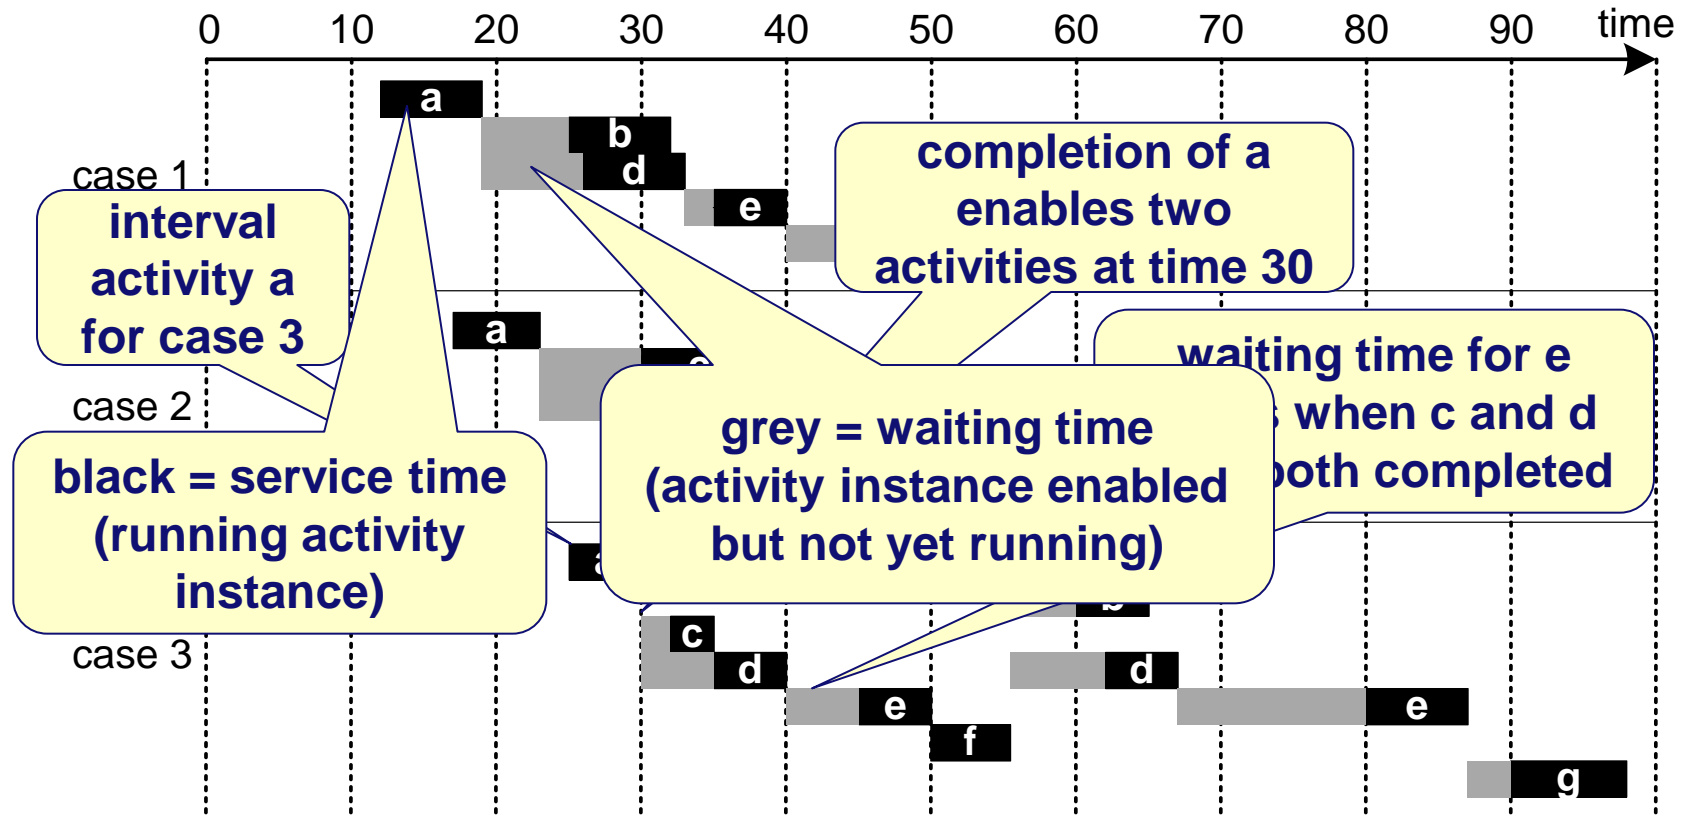 0 10 20 30 40 50 60 70 80 90 time
a
b
d
case 1
e
completion of a
enables two
activities at time 30
interval
activity a
for case 3
a
case 2
waiting time for e
when c and d
both completed
grey = waiting time
(activity instance enabled
but not yet running)
black = service time
(running activity
instance)
a
b
c
case 3
d
d
e
e
f
g